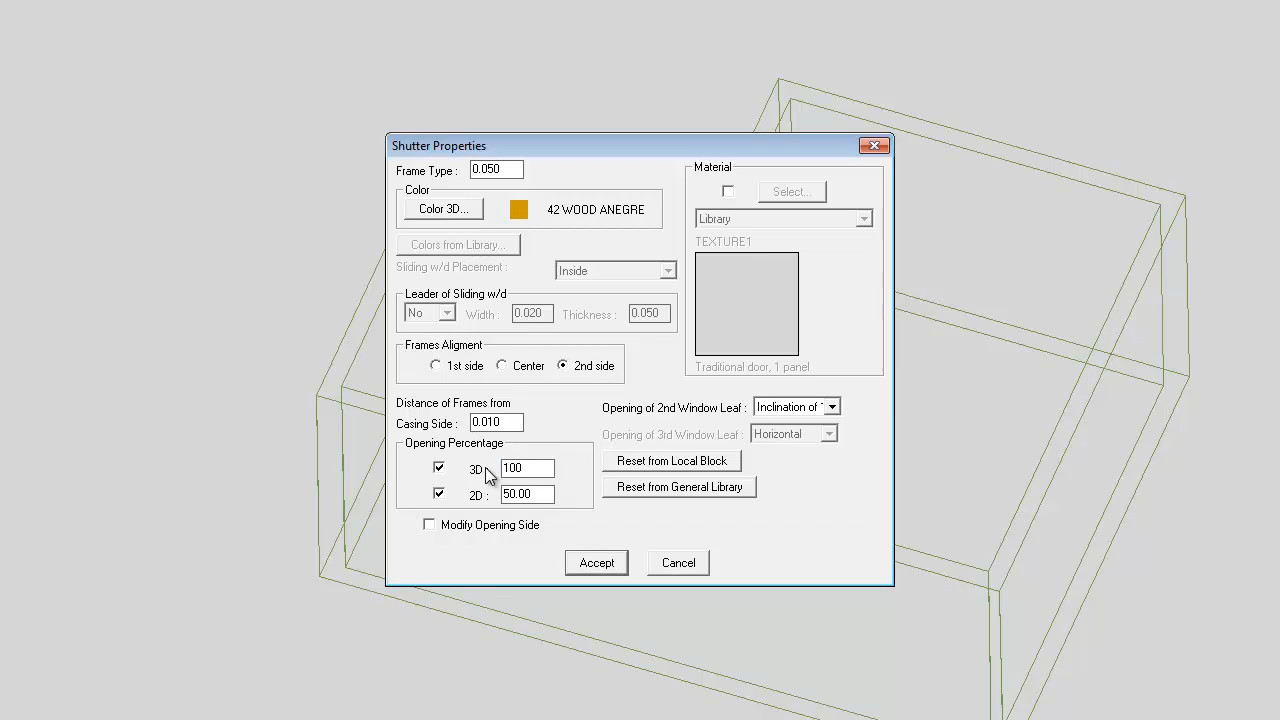 Shutter Properties
Frame Type :
0.050
Color
Color 3D...
42 WOOD ANEGRE
Colors from Library...
Sliding w/d Placement :
Inside
Leader of Sliding w/d
No
Width :
0.020
Thickness :
0.050
Frames Aligment
1st side
Center
2nd side
Distance of Frames from
Casing Side :
0.010
Opening Percentage
3D
100
2D :
50.00
Modify Opening Side
Material
Select...
Library
TEXTURE1
Traditional door, 1 panel
Opening of 2nd Window Leaf :
Inclination of
Opening of 3rd Window Leaf :
Horizontal
Reset from Local Block
Reset from General Library
Accept
Cancel